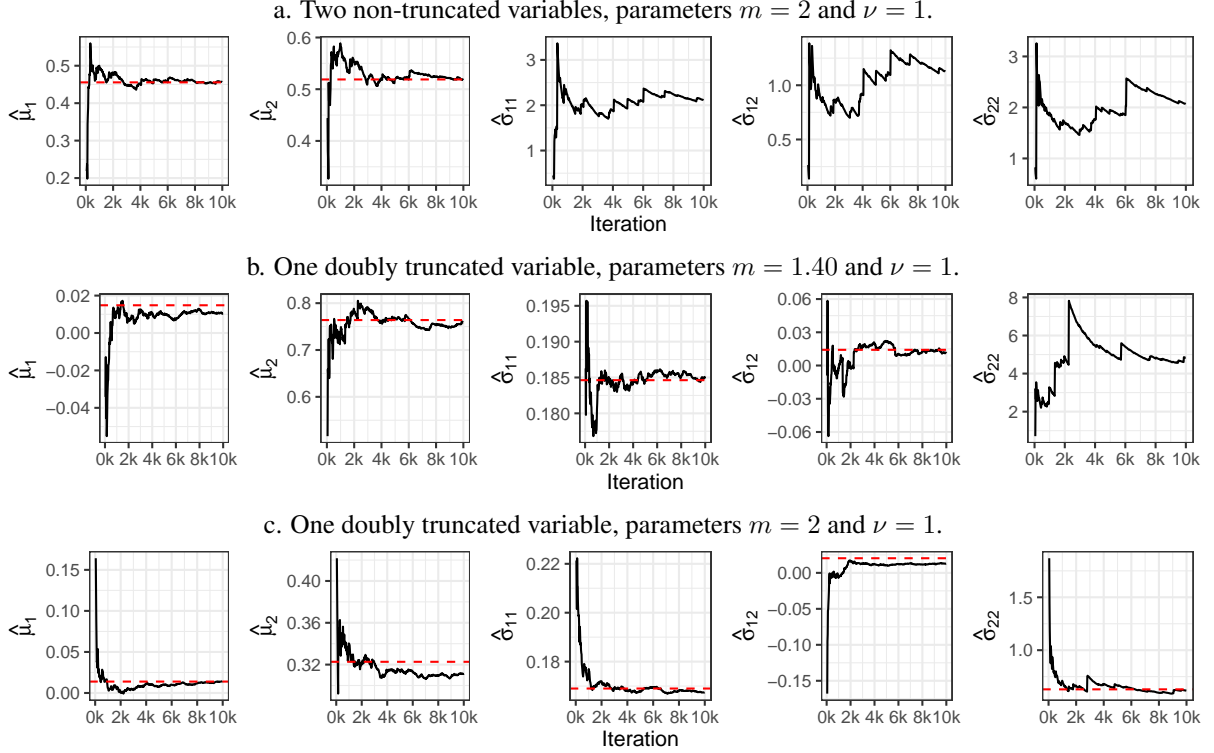 a. Two non-truncated variables, parameters m = 2 and ν = 1.
μ̂1
0.5
0.4
0.3
0.2
0k 2k 4k 6k 8k 10k
μ̂2
0.6
0.5
0.4
0k 2k 4k 6k 8k 10k
σ̂11
3
2
1
0k 2k 4k 6k 8k 10k
σ̂12
1.0
0.5
0k 2k 4k 6k 8k 10k
σ̂22
3
2
1
0k 2k 4k 6k 8k 10k
Iteration
b. One doubly truncated variable, parameters m = 1.40 and ν = 1.
μ̂1
0.02
0.00
−0.02
−0.04
0k 2k 4k 6k 8k10k
μ̂2
0.8
0.7
0.6
0k 2k 4k 6k 8k 10k
σ̂11
0.195
0.190
0.185
0.180
0k 2k 4k 6k 8k10k
σ̂12
0.06
0.03
0.00
−0.03
−0.06
0k 2k 4k 6k 8k10k
σ̂22
8
6
4
2
0k 2k 4k 6k 8k 10k
Iteration
c. One doubly truncated variable, parameters m = 2 and ν = 1.
μ̂1
0.15
0.10
0.05
0.00
0k 2k 4k 6k 8k 10k
μ̂2
0.40
0.36
0.32
0k 2k 4k 6k 8k 10k
σ̂11
0.22
0.20
0.18
0.17
0k 2k 4k 6k 8k 10k
σ̂12
0.00
−0.05
−0.10
−0.15
0k 2k 4k 6k 8k 10k
σ̂22
1.5
1.0
0k 2k 4k 6k 8k 10k
Iteration